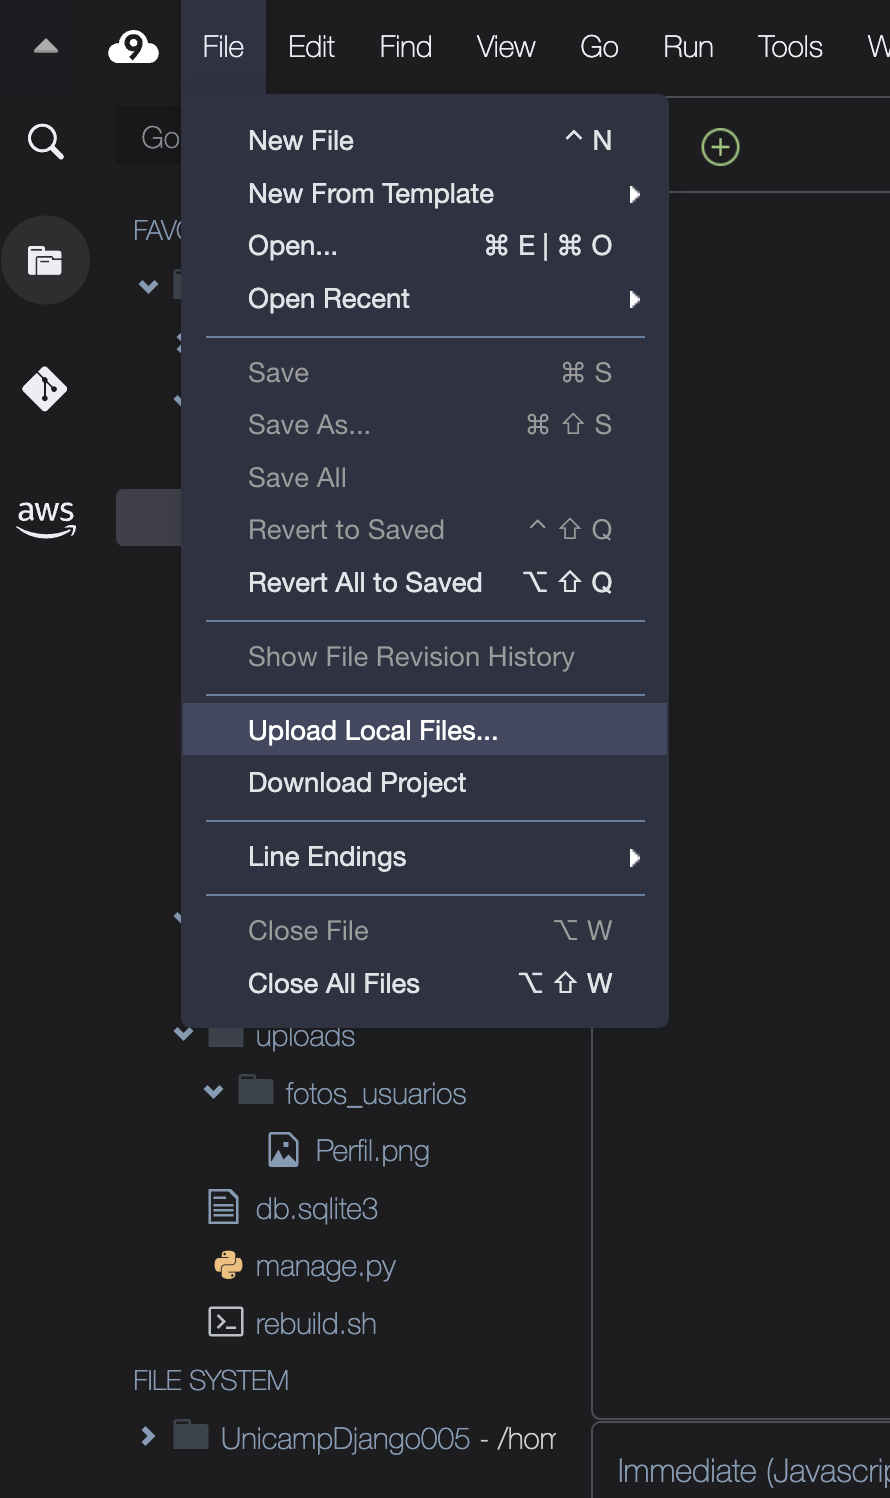 9 File Edit Find View Go Run Tools W
Go
New File ^ N
New From Template
Open... ⌘ E | ⌘ O
Open Recent
FAVO
Save ⌘ S
Save As... ⌘ ⇧ S
Save All
Revert to Saved ^ ⇧ Q
Revert All to Saved ⌥ ⇧ Q
aws
Show File Revision History
Upload Local Files...
Download Project
Line Endings
Close File ⌥ W
Close All Files ⌥ ⇧ W
uploads
fotos_usuarios
Perfil.png
db.sqlite3
manage.py
rebuild.sh
FILE SYSTEM
UnicampDjango005 - /hom
Immediate (Javascrip